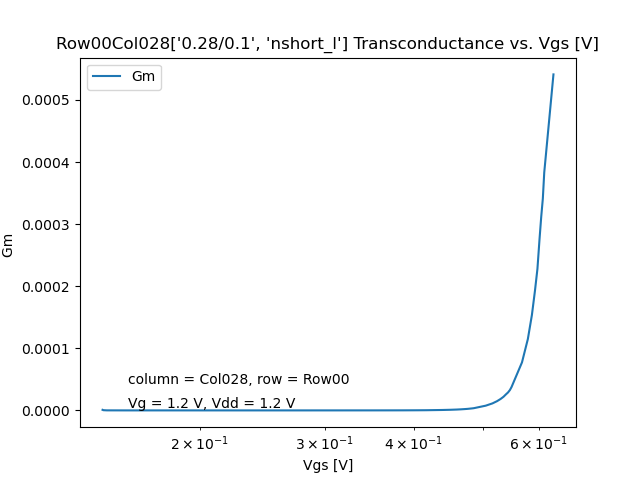 Row00Col028['0.28/0.1', 'nshort_l'] Transconductance vs. Vgs [V]
Gm
0.0005
0.0004
0.0003
0.0002
0.0001
0.0000
Gm
column = Col028, row = Row00
Vg = 1.2 V, Vdd = 1.2 V
2 × 10⁻¹ 3 × 10⁻¹ 4 × 10⁻¹ 6 × 10⁻¹
Vgs [V]